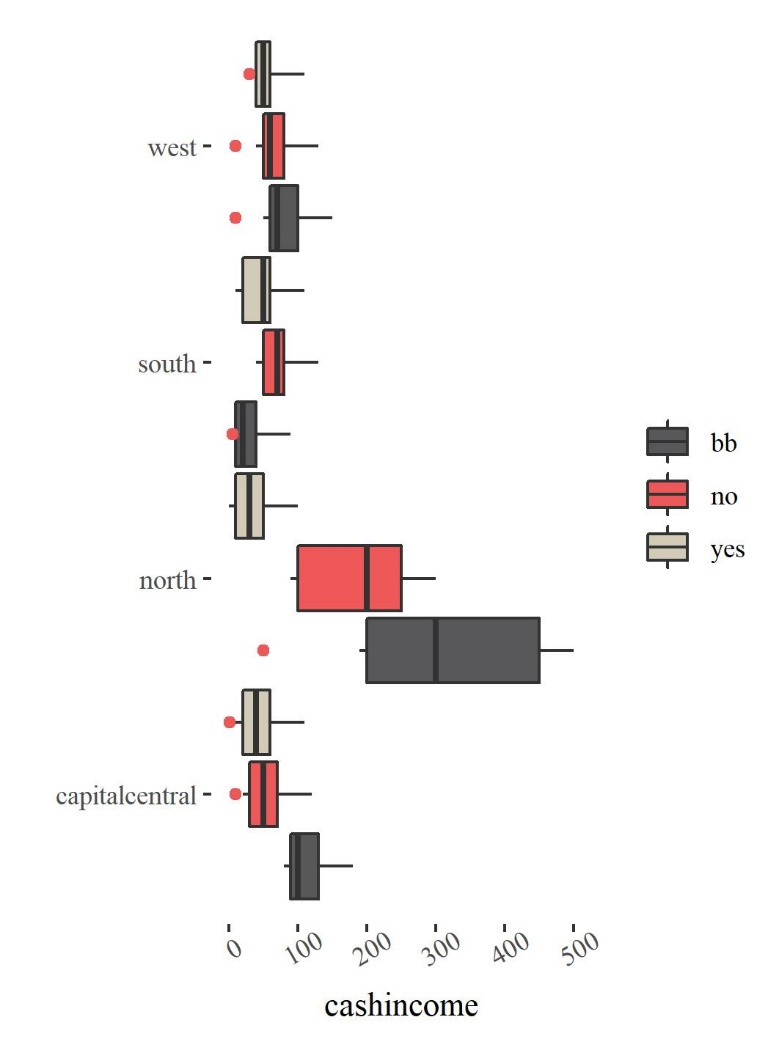 west
south
bb
no
yes
north
capitalcentral
0 100 200 300 400 500
cashincome